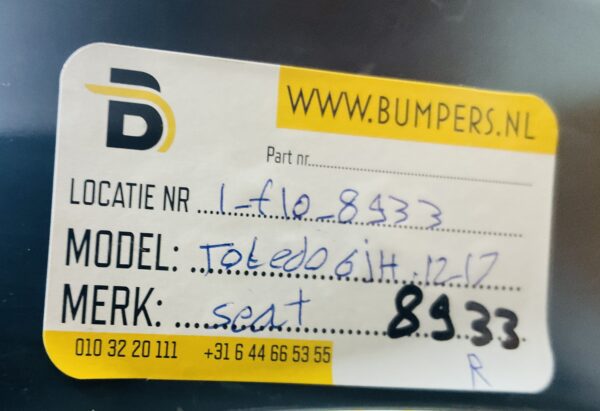 WWW.BUMPERS.NL
B
Part nr
LOCATIE NR 1-f10-8933
MODEL: Toledo 6jH 12-17
MERK: seat 8933
010 32 20 111 +31 6 44 66 53 55
R